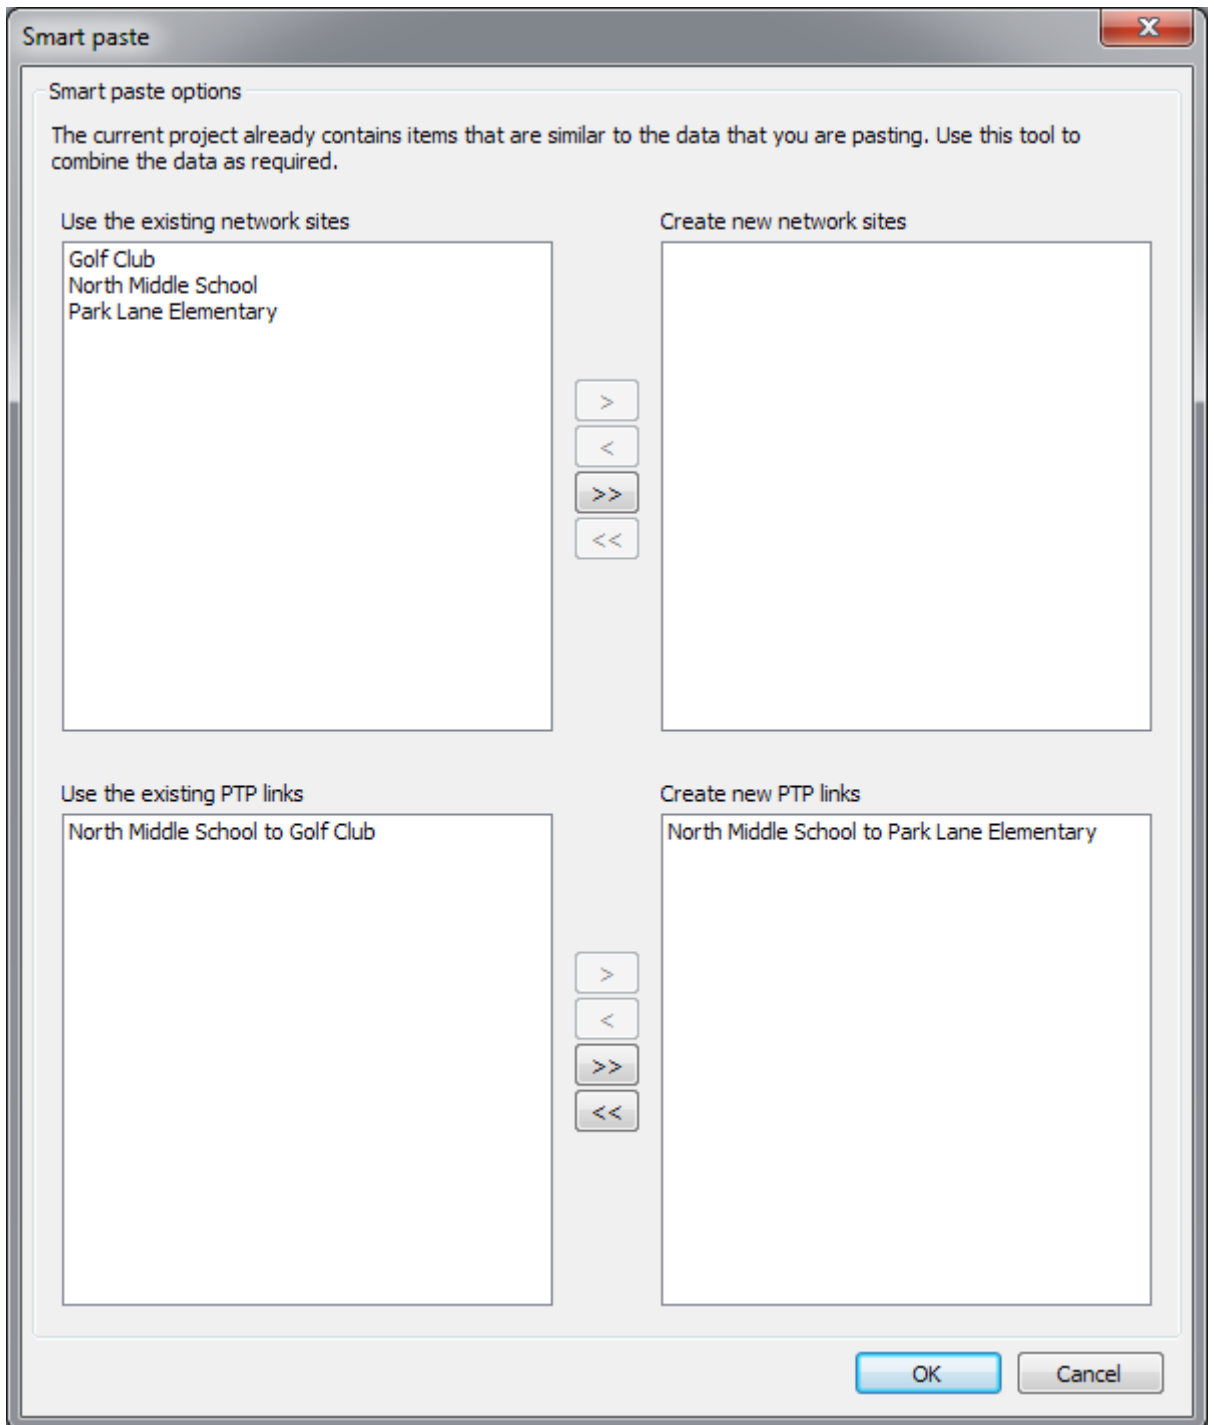 Smart paste
x
Smart paste options
The current project already contains items that are similar to the data that you are pasting. Use this tool to
combine the data as required.
Use the existing network sites
Golf Club
North Middle School
Park Lane Elementary
>
<
>>
<<
Create new network sites
Use the existing PTP links
North Middle School to Golf Club
>
<
>>
<<
Create new PTP links
North Middle School to Park Lane Elementary
OK
Cancel